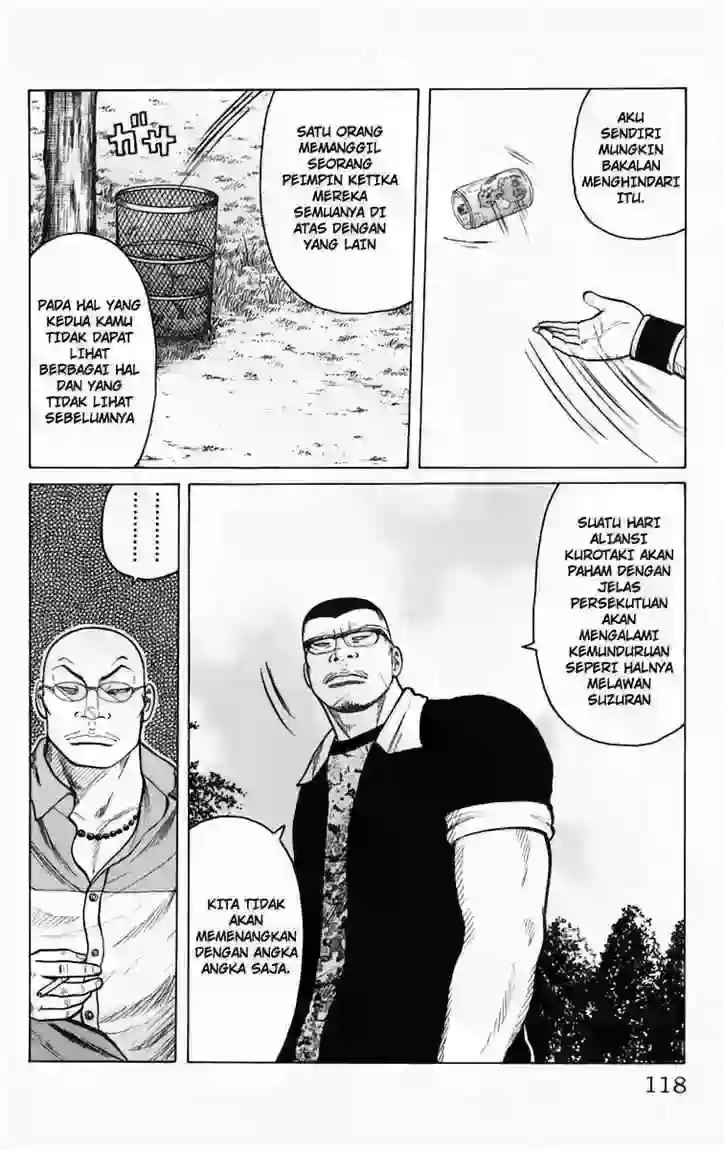 AKU
SENDIRI
MUNGKIN
BAKALAN
MENGHINDARI
ITU.
SATU ORANG
MEMANGGIL
SEORANG
PEIMPIN KETIKA
MEREKA
SEMUANYA DI
ATAS DENGAN
YANG LAIN
ガサ
PADA HAL YANG
KEDUA KAMU
TIDAK DAPAT
LIHAT
BERBAGAI HAL
DAN YANG
TIDAK LIHAT
SEBELUMNYA
SUATU HARI
ALIANSI
KUROTAKI AKAN
PAHAM DENGAN
JELAS
PERSEKUTUAN
AKAN
MENGALAMI
KEMUNDURUAN
SEPERI HALNYA
MELAWAN
SUZURAN
KITA TIDAK
AKAN
MEMENANGKAN
DENGAN ANGKA
ANGKA SAJA.
........
........
118